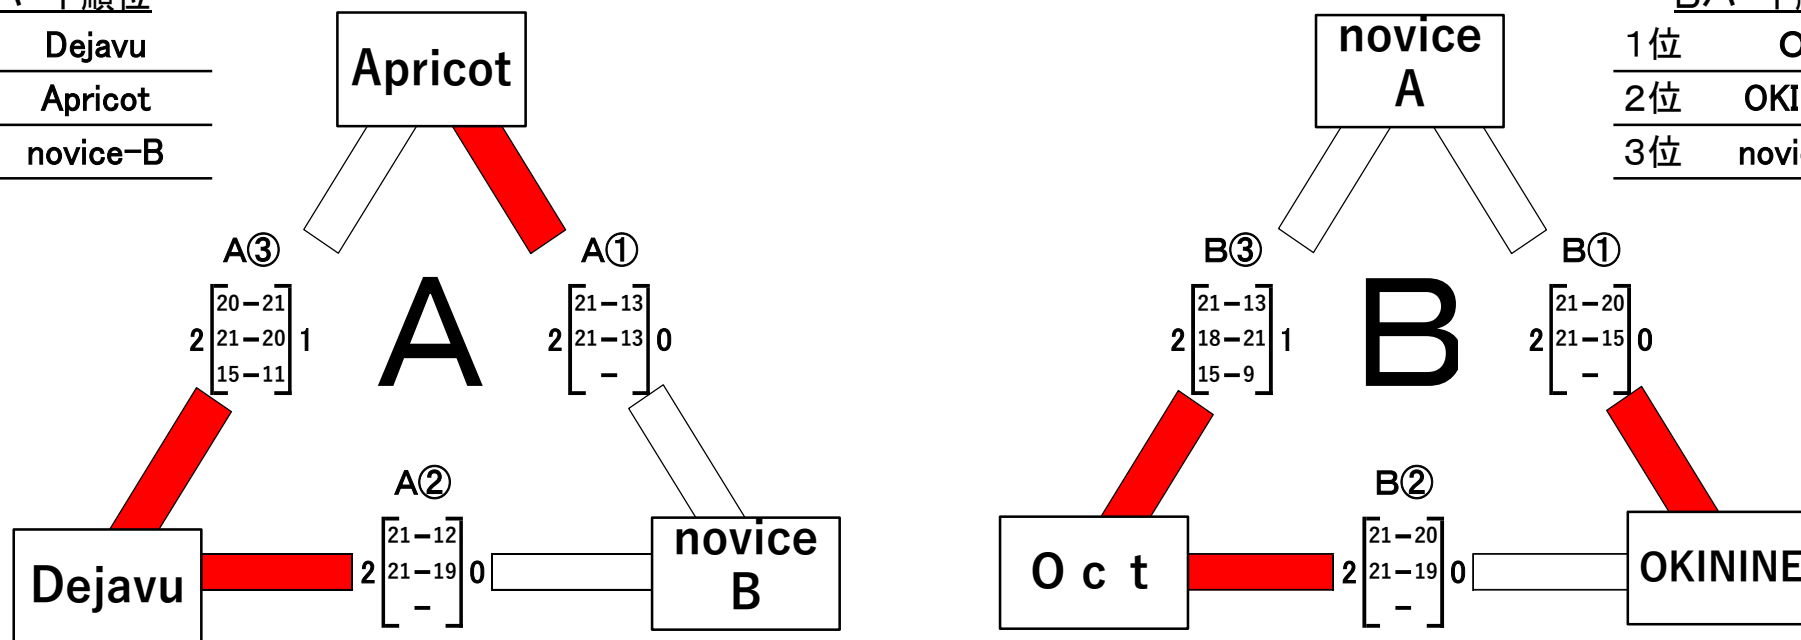 Dejavu
Apricot
novice-B
Apricot
A③
20-21
2 21-20 1
15-11
A
A①
21-13
2 21-13 0
-
A②
21-12
2 21-19 0
-
Dejavu
novice
B
novice
A
1位
2位 OKI
3位 novi
B③
21-13
2 18-21 1
15-9
B
B①
21-20
2 21-15 0
-
B②
21-20
2 21-19 0
-
Oct
OKININE